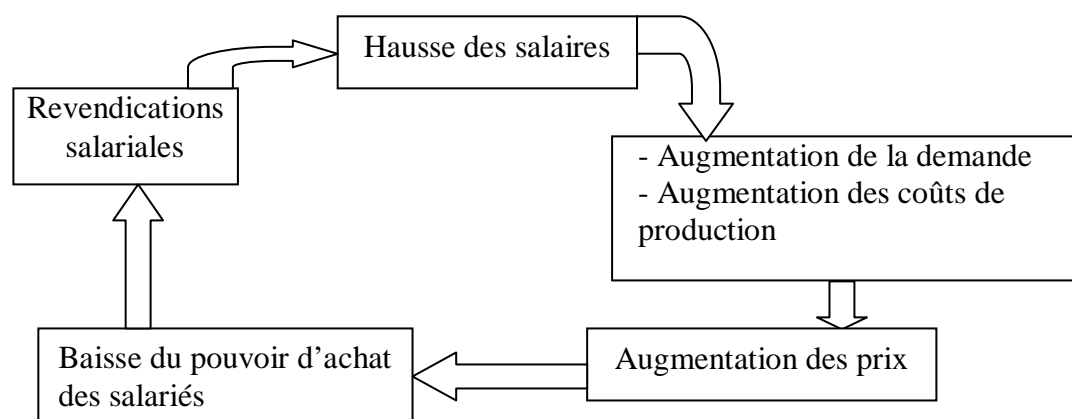 Hausse des salaires
Revendications
salariales
- Augmentation de la demande
- Augmentation des coûts de
production
Baisse du pouvoir d’achat
des salariés
Augmentation des prix